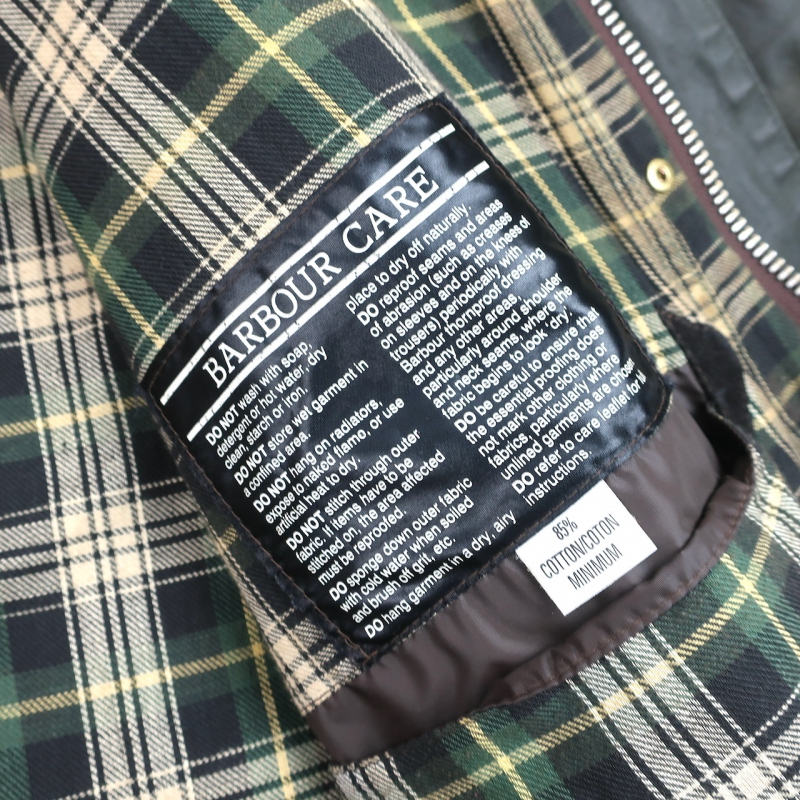 BARBOUR CARE
DO NOT wash with soap,
detergent or hot water, dry
clean, starch or iron.
DO NOT store wet garment in
a confined area.
DO NOT hang on radiators,
expose to naked flame, or use
artificial heat to dry.
DO NOT stitch through outer
fabric. If items have to be
stitched on, the area affected
must be reproofed.
DO sponge down outer fabric
with cold water when soiled
and brush off grit, etc.
DO hang garment in a dry, airy
place to dry off naturally.
DO reproof seams and areas
of abrasion (such as creases
on sleeves and on the knees of
trousers) periodically with
Barbour thornproof dressing
and any other areas,
particularly around shoulder
and neck seams, where the
fabric begins to look 'dry.'
DO be careful to ensure that
the essential proofing does
not mark other clothing or
fabrics, particularly where
unlined garments are chosen
DO refer to care leaflet for full
instructions.
85%
COTTON/COTON
MINIMUM